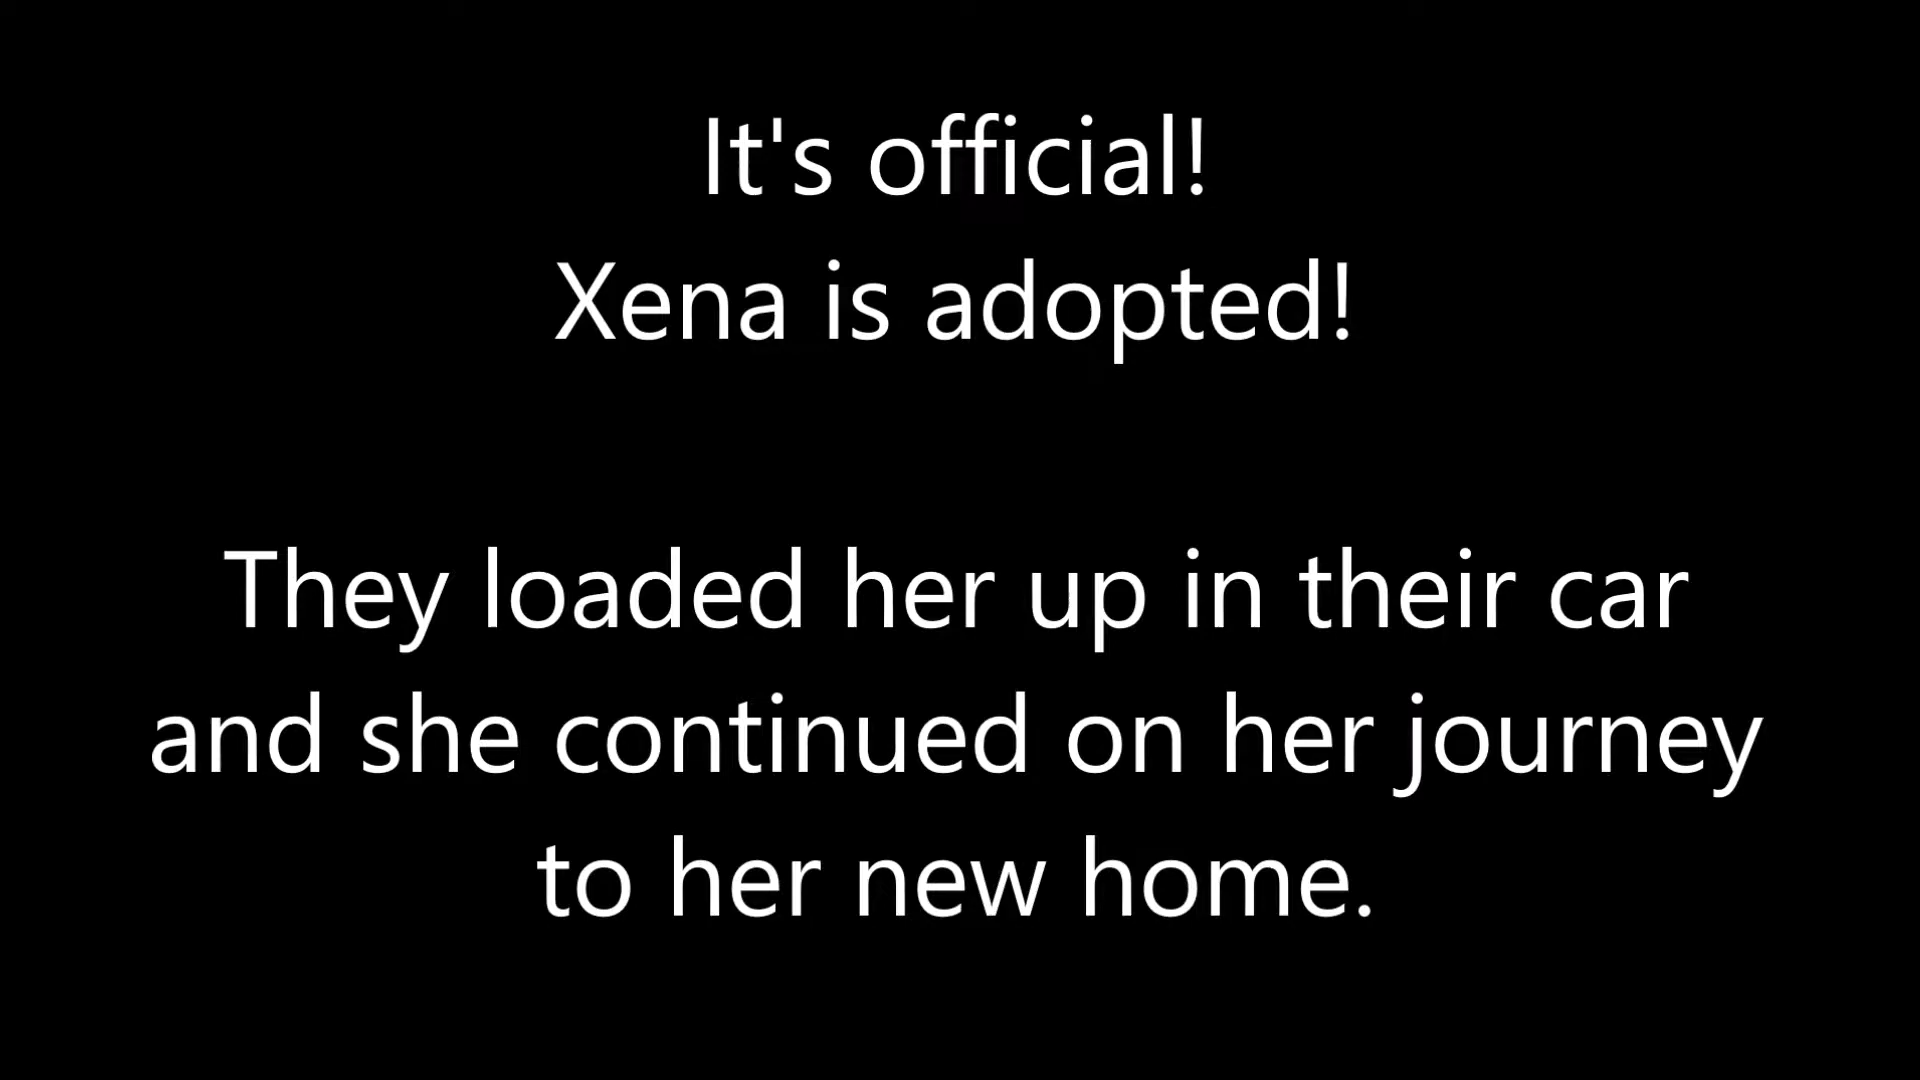 It's official!
Xena is adopted!
They loaded her up in their car
and she continued on her journey
to her new home.